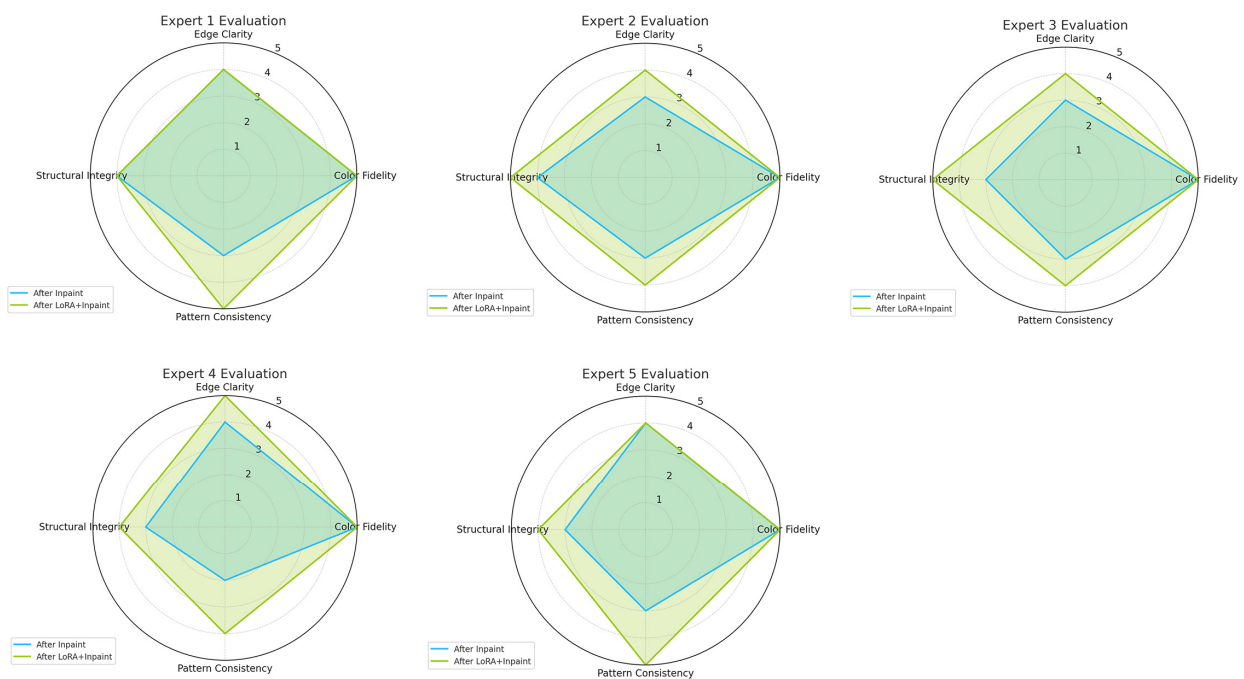 Expert 1 Evaluation
Edge Clarity
5
4
3
2
1
Structural Integrity
Color Fidelity
Pattern Consistency
After Inpaint
After LoRA+Inpaint
Expert 2 Evaluation
Edge Clarity
5
4
3
2
1
Structural Integrity
Color Fidelity
Pattern Consistency
After Inpaint
After LoRA+Inpaint
Expert 3 Evaluation
Edge Clarity
5
4
3
2
1
Structural Integrity
Color Fidelity
Pattern Consistency
After Inpaint
After LoRA+Inpaint
Expert 4 Evaluation
Edge Clarity
5
4
3
2
1
Structural Integrity
Color Fidelity
Pattern Consistency
After Inpaint
After LoRA+Inpaint
Expert 5 Evaluation
Edge Clarity
5
4
3
2
1
Structural Integrity
Color Fidelity
Pattern Consistency
After Inpaint
After LoRA+Inpaint